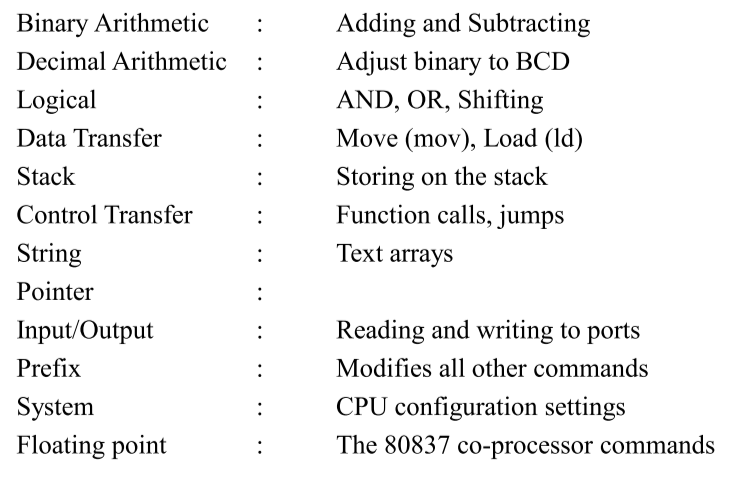 Binary Arithmetic : Adding and Subtracting
Decimal Arithmetic : Adjust binary to BCD
Logical : AND, OR, Shifting
Data Transfer : Move (mov), Load (ld)
Stack : Storing on the stack
Control Transfer : Function calls, jumps
String : Text arrays
Pointer :
Input/Output : Reading and writing to ports
Prefix : Modifies all other commands
System : CPU configuration settings
Floating point : The 80837 co-processor commands